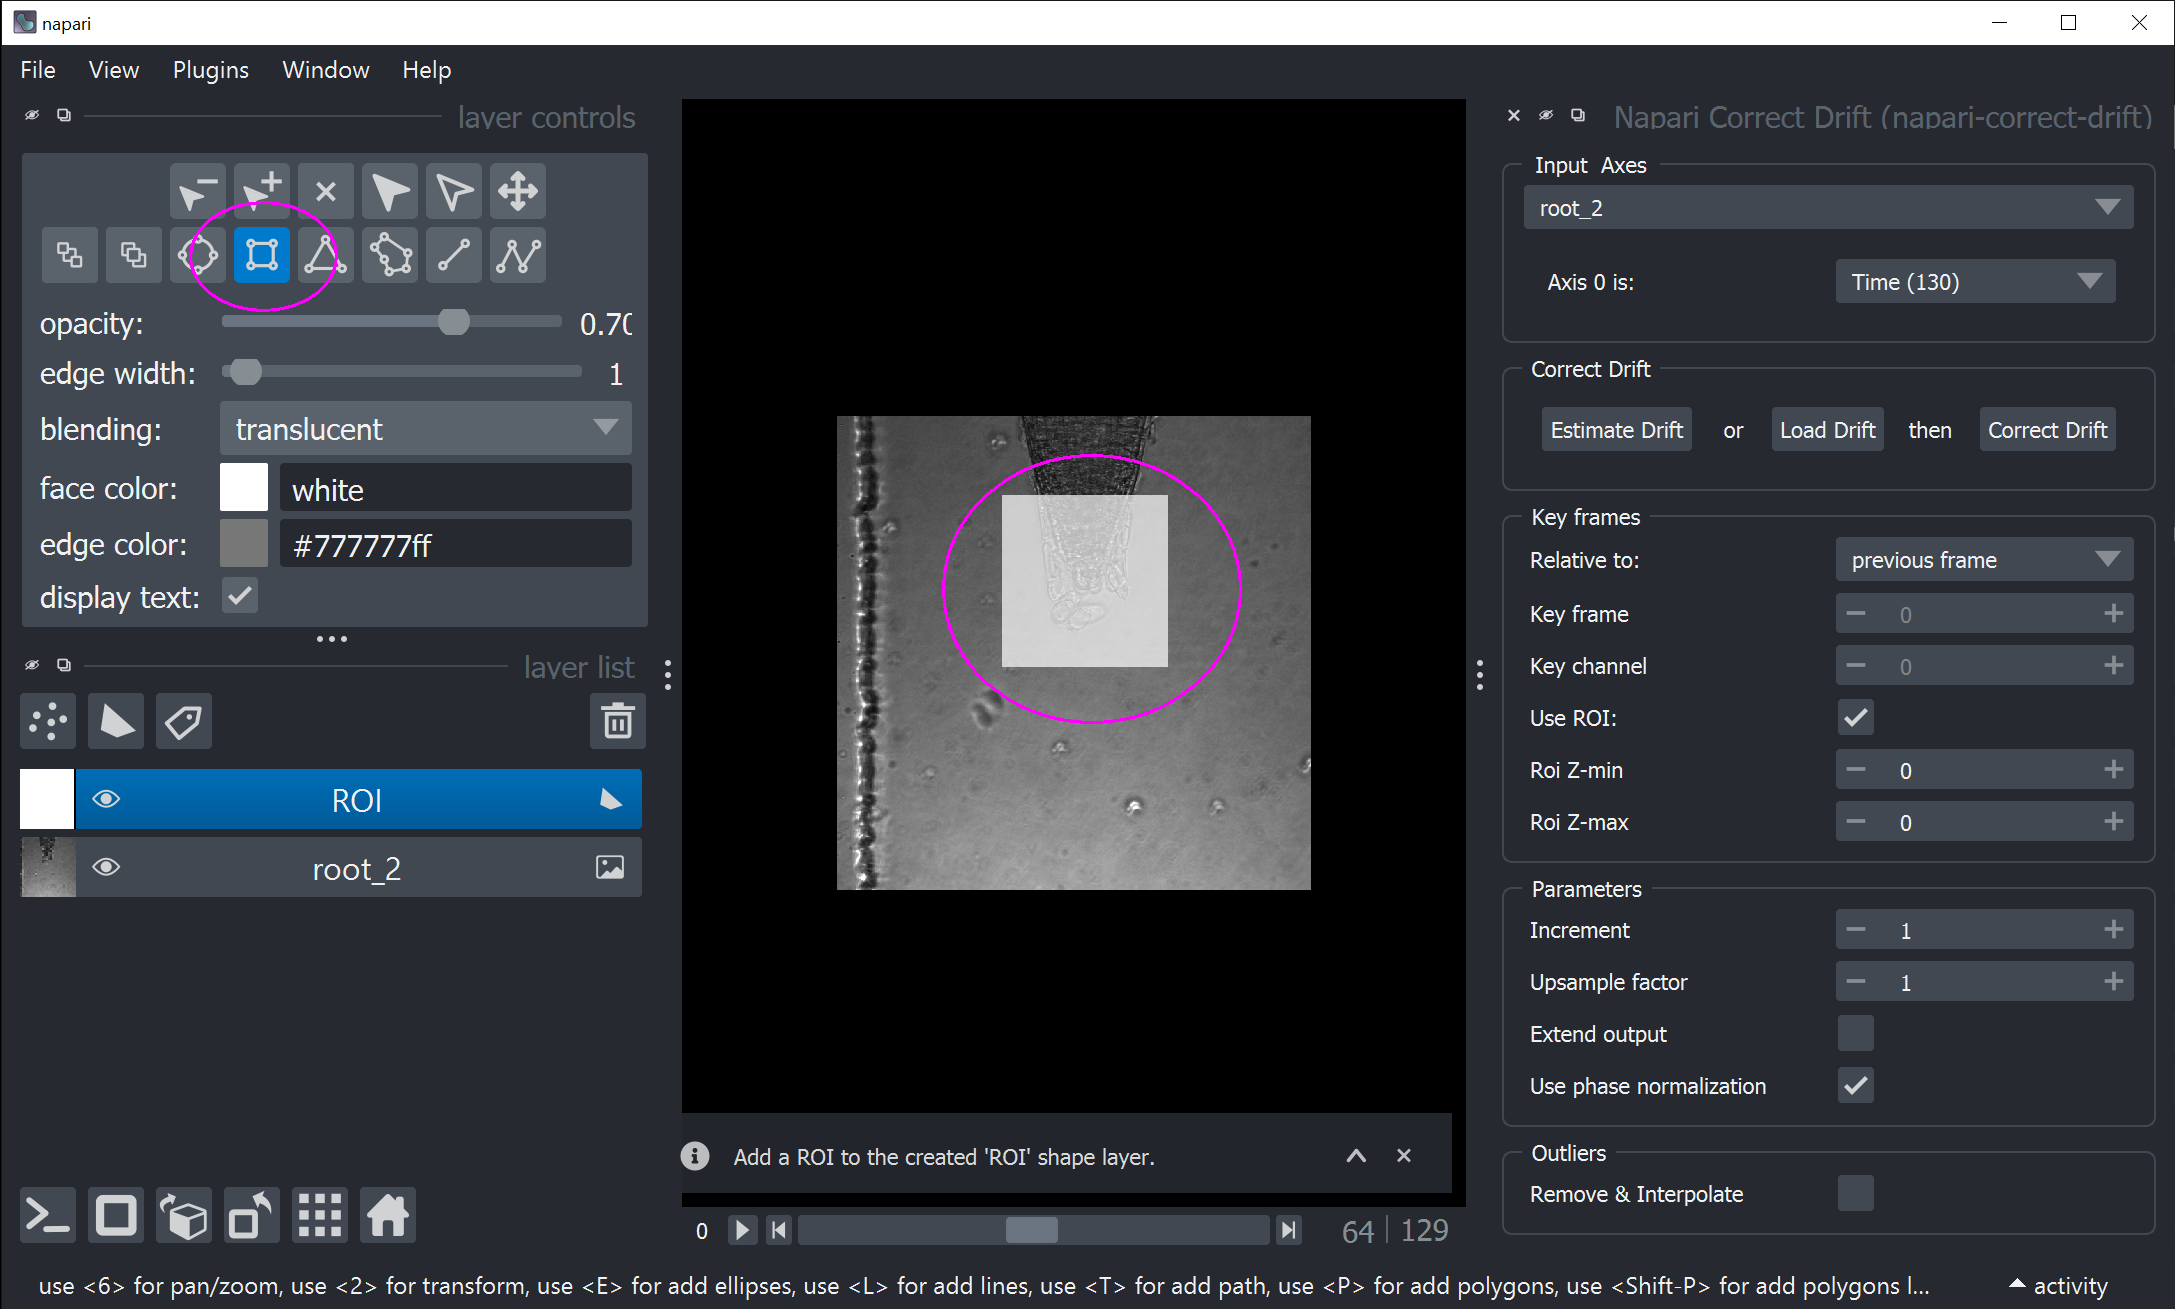 napari
File View Plugins Window Help
layer controls
opacity: 0.70
edge width: 1
blending: translucent
face color: white
edge color: #777777ff
display text:
layer list
ROI
root_2
Add a ROI to the created 'ROI' shape layer.
0 64 129
Napari Correct Drift (napari-correct-drift)
Input Axes
root_2
Axis 0 is: Time (130)
Correct Drift
Estimate Drift or Load Drift then Correct Drift
Key frames
Relative to: previous frame
Key frame 0
Key channel 0
Use ROI:
Roi Z-min 0
Roi Z-max 0
Parameters
Increment 1
Upsample factor 1
Extend output
Use phase normalization
Outliers
Remove & Interpolate
use <6> for pan/zoom, use <2> for transform, use <E> for add ellipses, use <L> for add lines, use <T> for add path, use <P> for add polygons, use <Shift-P> for add polygons l... activity